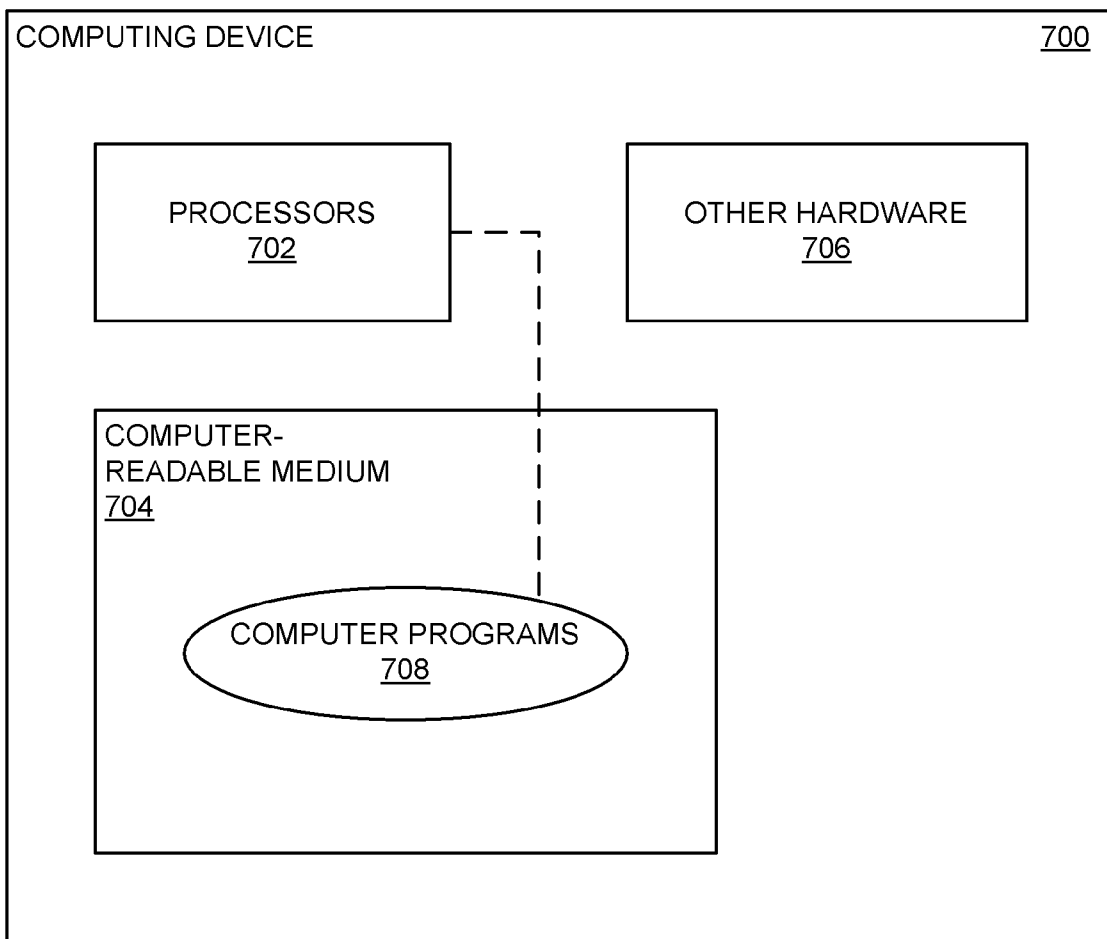 COMPUTING DEVICE 700
PROCESSORS
702
OTHER HARDWARE
706
COMPUTER-
READABLE MEDIUM
704
COMPUTER PROGRAMS
708